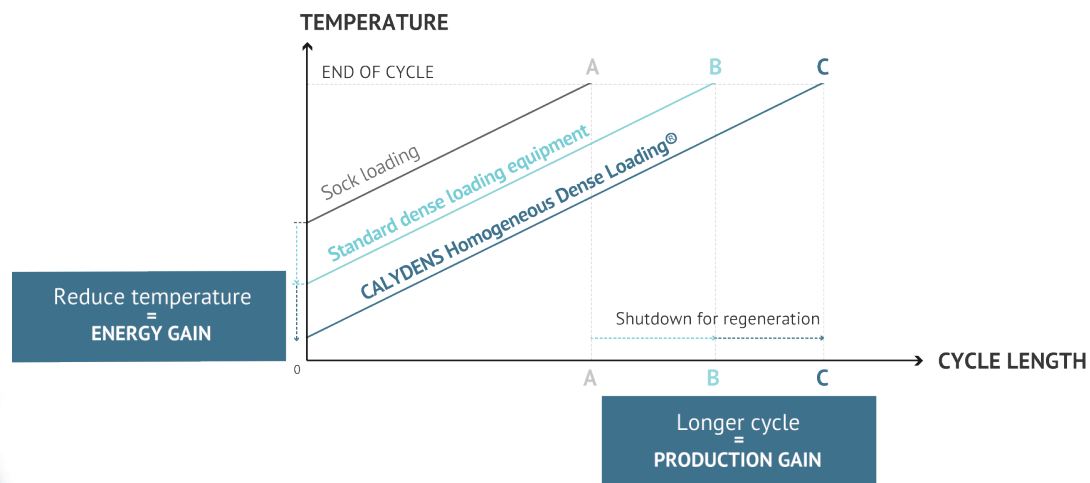 TEMPERATURE
END OF CYCLE
A
B
C
Sock loading
Standard dense loading equipment
CALYDENS Homogeneous Dense Loading®
Reduce temperature
=
ENERGY GAIN
Shutdown for regeneration
0
CYCLE LENGTH
A
B
C
Longer cycle
=
PRODUCTION GAIN